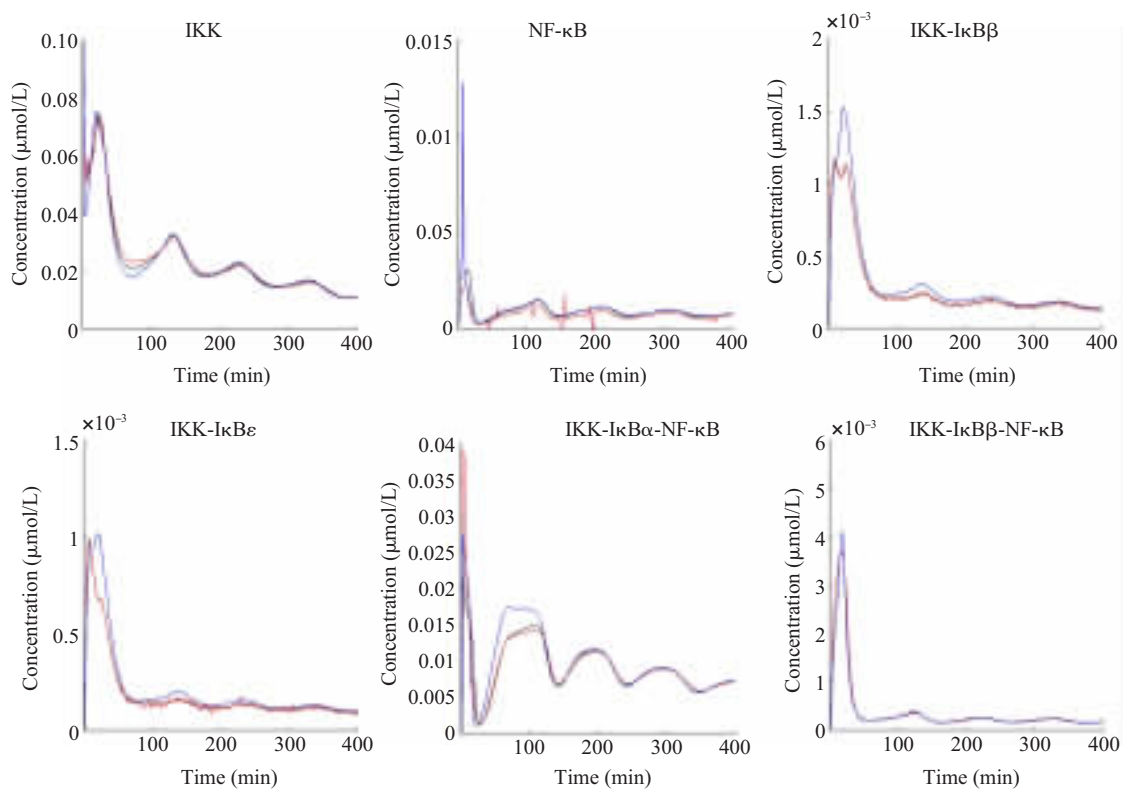 IKK
Concentration (μmol/L)
0.10
0.08
0.06
0.04
0.02
0
100 200 300 400
Time (min)
NF-κB
Concentration (μmol/L)
0.015
0.01
0.05
0
100 200 300 400
Time (min)
×10⁻³
IKK-IκBβ
Concentration (μmol/L)
2
1.5
1
0.5
0
100 200 300 400
Time (min)
×10⁻³
IKK-IκBε
Concentration (μmol/L)
1.5
1
0.5
0
100 200 300 400
Time (min)
IKK-IκBα-NF-κB
Concentration (μmol/L)
0.04
0.035
0.03
0.025
0.02
0.015
0.01
0.005
0
100 200 300 400
Time (min)
×10⁻³
IKK-IκBβ-NF-κB
Concentration (μmol/L)
6
5
4
3
2
1
0
100 200 300 400
Time (min)